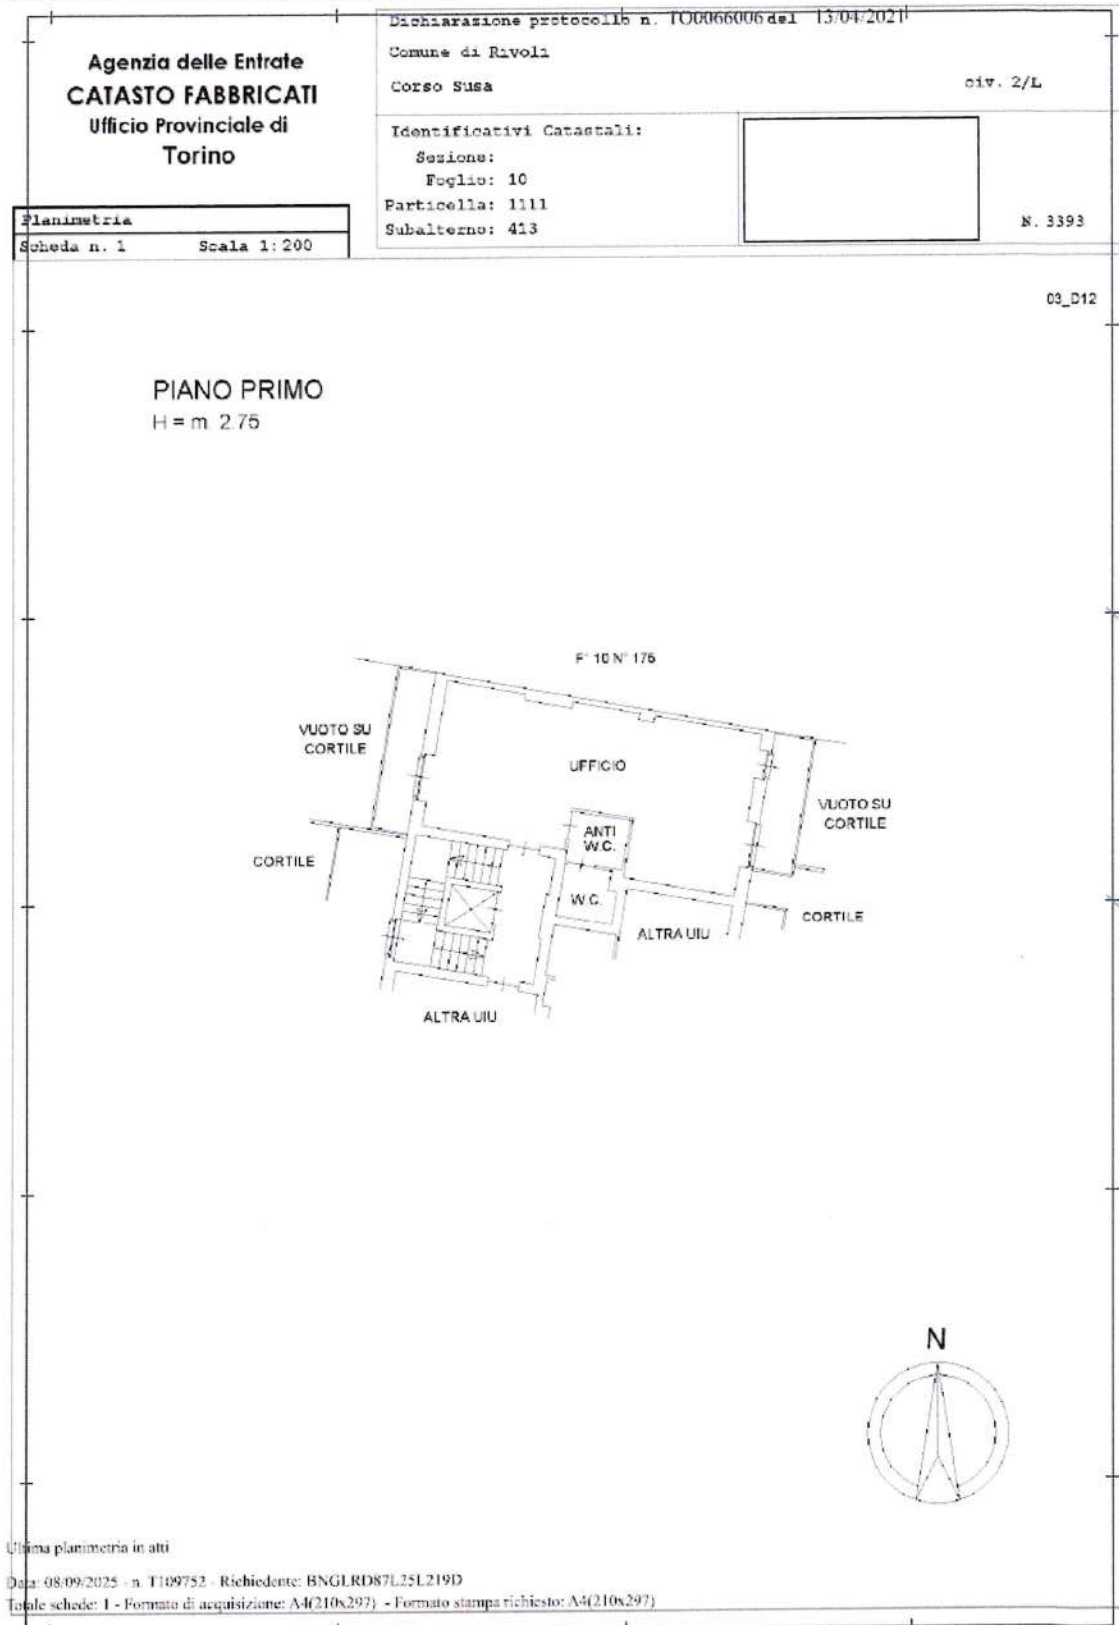 Agenzia delle Entrate
CATASTO FABBRICATI
Ufficio Provinciale di
Torino
Dichiarazione protocollo n. TO0066006 del 13/04/2021
Comune di Rivoli
Corso Susa civ. 2/L
Identificativi Catastali:
Sezione:
Foglio: 10
Particella: 1111
Subalterno: 413
N. 3393
Planimetria
Scheda n. 1 Scala 1:200
03_D12
PIANO PRIMO
H = m. 2.75
F° 10 N° 175
VUOTO SU
CORTILE
UFFICIO
VUOTO SU
CORTILE
ANTI
W.C.
CORTILE
W.C.
CORTILE
ALTRA UIU
ALTRA UIU
N
Ultima planimetria in atti
Data: 08/09/2025 - n. T109752 - Richiedente: BNGLRD87L25L219D
Totale schede: 1 - Formato di acquisizione: A4(210x297) - Formato stampa richiesto: A4(210x297)